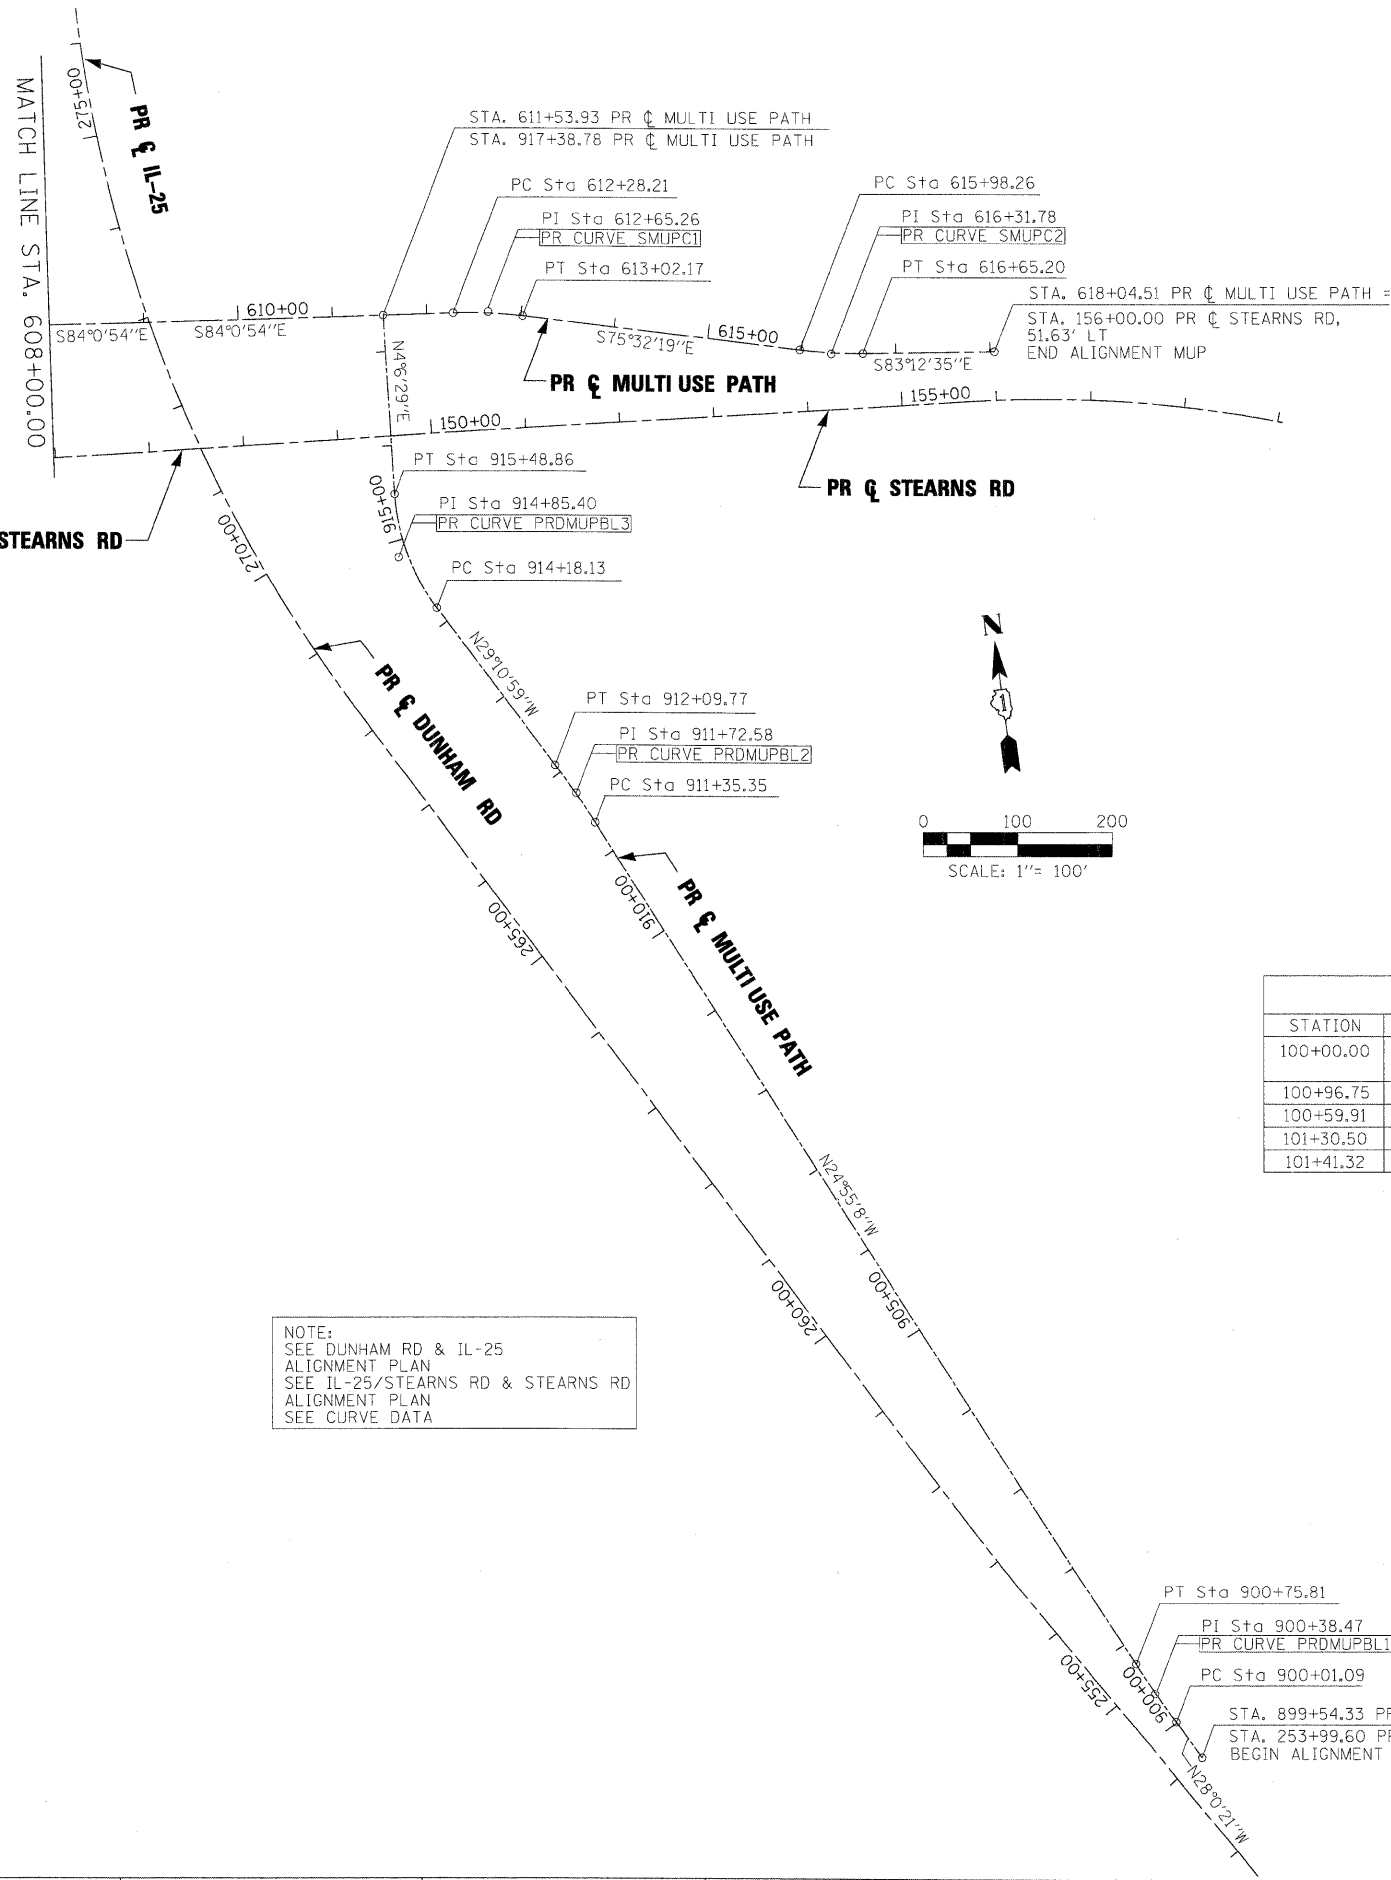 275+00
PR ℄ IL-25
MATCH LINE STA. 608+00.00
STA. 611+53.93 PR ℄ MULTI USE PATH
STA. 917+38.78 PR ℄ MULTI USE PATH
PC Sta 612+28.21
PI Sta 612+65.26
PR CURVE SMUPC1
PT Sta 613+02.17
PC Sta 615+98.26
PI Sta 616+31.78
PR CURVE SMUPC2
PT Sta 616+65.20
STA. 618+04.51 PR ℄ MULTI USE PATH =
STA. 156+00.00 PR ℄ STEARNS RD,
51.63' LT
END ALIGNMENT MUP
S84°0'54"E
S84°0'54"E
610+00
615+00
S75°32'19"E
S83°12'35"E
N4°6'29"E
PR ℄ MULTI USE PATH
150+00
155+00
PR ℄ STEARNS RD
STEARNS RD
PT Sta 915+48.86
915+00
PI Sta 914+85.40
PR CURVE PRDMUPBL3
PC Sta 914+18.13
270+00
N29°10'59"W
PR ℄ DUNHAM RD
PT Sta 912+09.77
PI Sta 911+72.58
PR CURVE PRDMUPBL2
PC Sta 911+35.35
N
1
0 100 200
SCALE: 1"= 100'
910+00
PR ℄ MULTI USE PATH
265+00
STATION
100+00.00
100+96.75
100+59.91
101+30.50
101+41.32
N24°55'8"W
905+00
260+00
NOTE:
SEE DUNHAM RD & IL-25
ALIGNMENT PLAN
SEE IL-25/STEARNS RD & STEARNS RD
ALIGNMENT PLAN
SEE CURVE DATA
PT Sta 900+75.81
PI Sta 900+38.47
PR CURVE PRDMUPBL1
PC Sta 900+01.09
900+00
255+00
STA. 899+54.33 PR
STA. 253+99.60 PR
BEGIN ALIGNMENT
N28°0'21"W